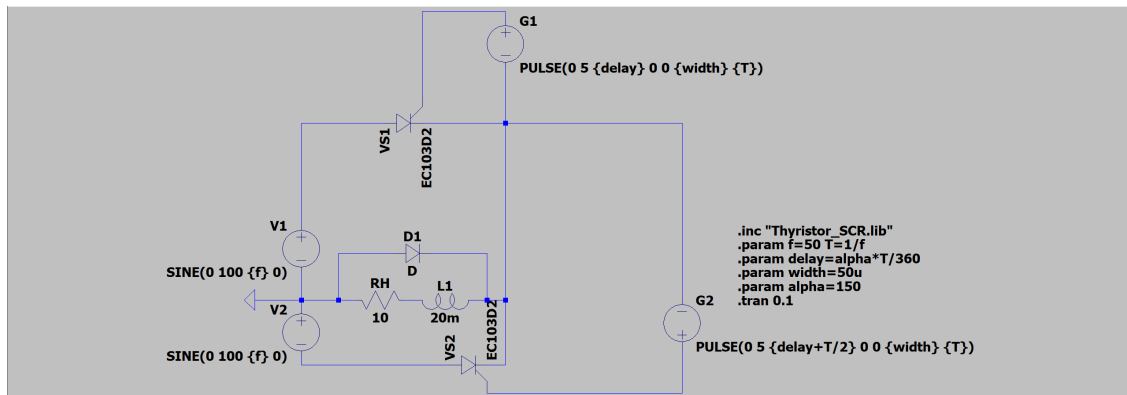 G1
PULSE(0 5 {delay} 0 0 {width} {T})
VS1
EC103D2
V1
SINE(0 100 {f} 0)
D1
D
RH
10
L1
20m
V2
SINE(0 100 {f} 0)
VS2
EC103D2
.inc "Thyristor_SCR.lib"
.param f=50 T=1/f
.param delay=alpha*T/360
.param width=50u
.param alpha=150
.tran 0.1
G2
PULSE(0 5 {delay+T/2} 0 0 {width} {T})